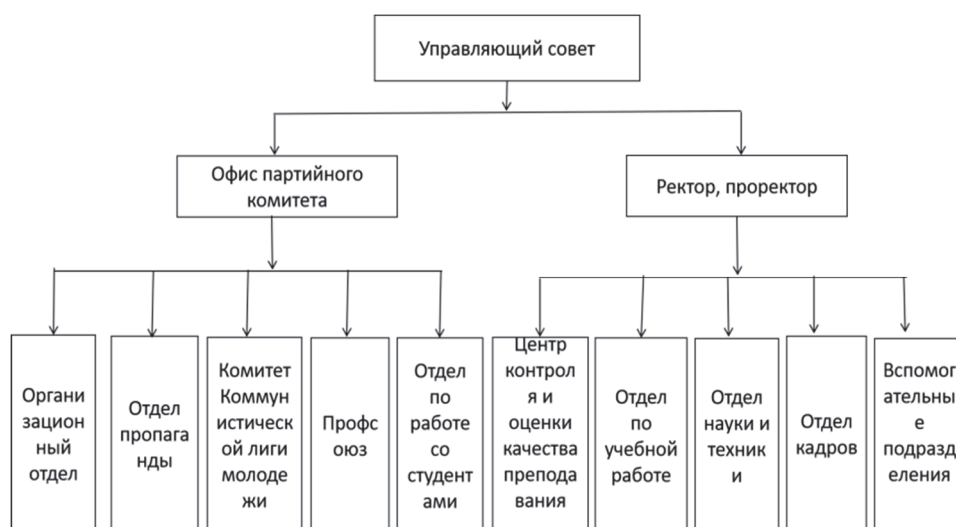 Управляющий совет
Офис партийного
комитета
Ректор, проректор
Органи
зацион
ный
отдел
Отдел
пропага
нды
Комитет
Коммун
истическ
ой лиги
молоде
жи
Профс
оюз
Отдел
по
работе
со
студент
ами
Центр
контрол
я и
оценки
качества
препода
вания
Отдел
по
учебной
работе
Отдел
науки и
техник
и
Отдел
кадров
Вспомог
ательны
е
подразд
еления